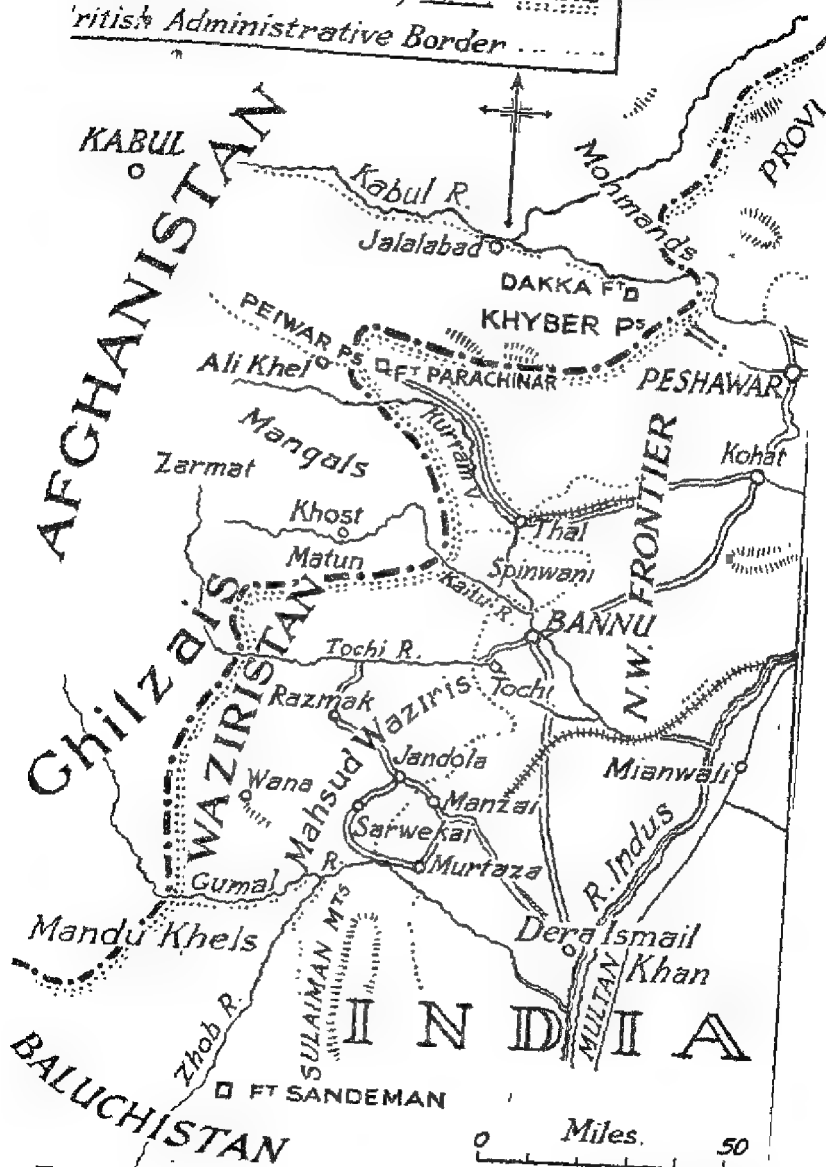 British Administrative Border
KABUL
AFGHANISTAN
Kabul R.
Mohmands
PROVI
Jalalabad
DAKKA FT
KHYBER PS
PEIWAR PS
Ali Khel
FT PARACHINAR
PESHAWAR
Kurram V.
Mangals
Zarmat
Kohat
Khost
Thal
Matun
Spinwani
Kaitu R.
N.W. FRONTIER
BANNU
Ghilzais
WAZIRISTAN
Tochi R.
Tochi
Razmak
Mahsud Waziris
Jandola
Mianwali
Wana
Manzai
Sarwekai
Murtaza
Gumal R.
R. Indus
Mandu Khels
Dera Ismail
Khan
SULAIMAN MTS
MULTAN
INDIA
Zhob R.
BALUCHISTAN
FT SANDEMAN
0 Miles. 50